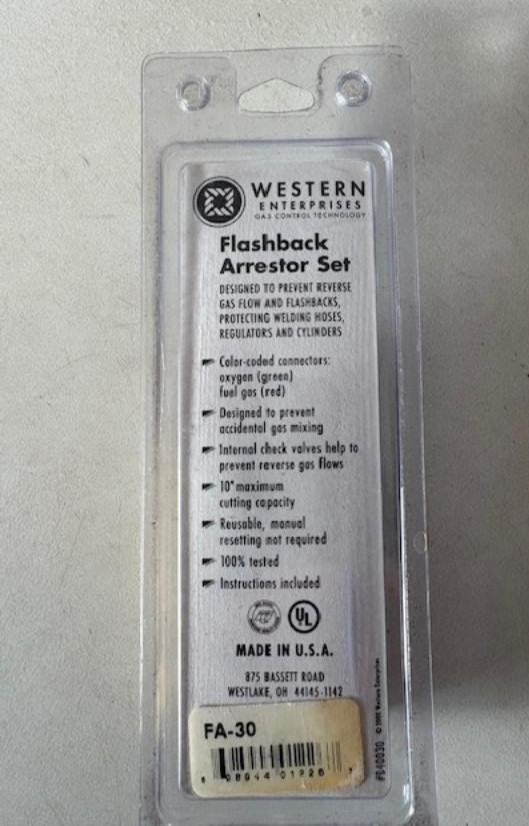 WESTERN
ENTERPRISES
GAS CONTROL TECHNOLOGY
Flashback
Arrestor Set
DESIGNED TO PREVENT REVERSE
GAS FLOW AND FLASHBACKS,
PROTECTING WELDING HOSES,
REGULATORS AND CYLINDERS
Color-coded connectors:
oxygen (green)
fuel gas (red)
Designed to prevent
accidental gas mixing
Internal check valves help to
prevent reverse gas flows
10" maximum
cutting capacity
Reusable, manual
resetting not required
100% tested
Instructions included
UL
MADE IN U.S.A.
875 BASSETT ROAD
WESTLAKE, OH 44145-1142
Western Enterprises
FA-30